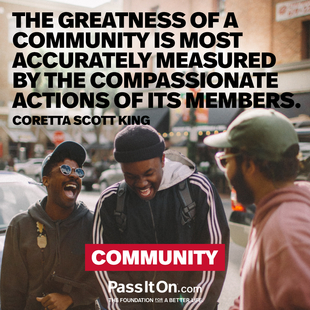 THE GREATNESS OF A
COMMUNITY IS MOST
ACCURATELY MEASURED
BY THE COMPASSIONATE
ACTIONS OF ITS MEMBERS.
CORETTA SCOTT KING
COMMUNITY
PassItOn.com
THE FOUNDATION FOR A BETTER LIFE